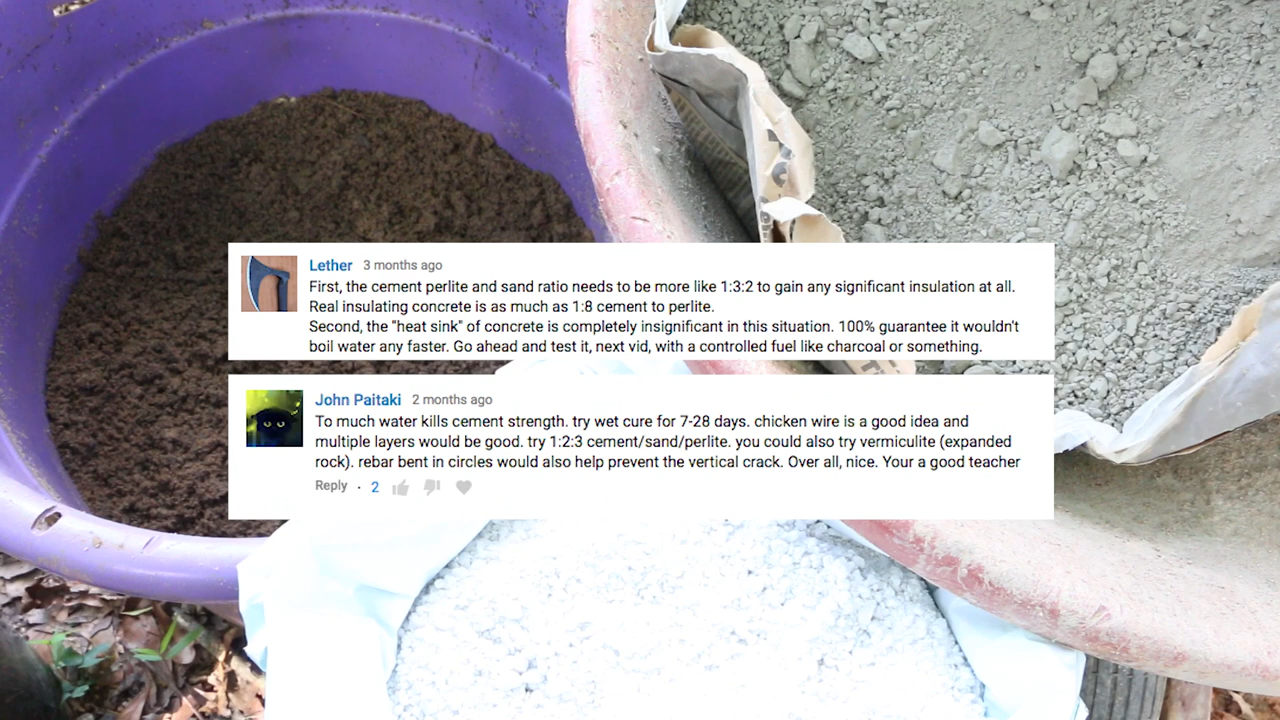 Lether 3 months ago
First, the cement perlite and sand ratio needs to be more like 1:3:2 to gain any significant insulation at all.
Real insulating concrete is as much as 1:8 cement to perlite.
Second, the "heat sink" of concrete is completely insignificant in this situation. 100% guarantee it wouldn't
boil water any faster. Go ahead and test it, next vid, with a controlled fuel like charcoal or something.
John Paitaki 2 months ago
To much water kills cement strength. try wet cure for 7-28 days. chicken wire is a good idea and
multiple layers would be good. try 1:2:3 cement/sand/perlite. you could also try vermiculite (expanded
rock). rebar bent in circles would also help prevent the vertical crack. Over all, nice. Your a good teacher
Reply · 2